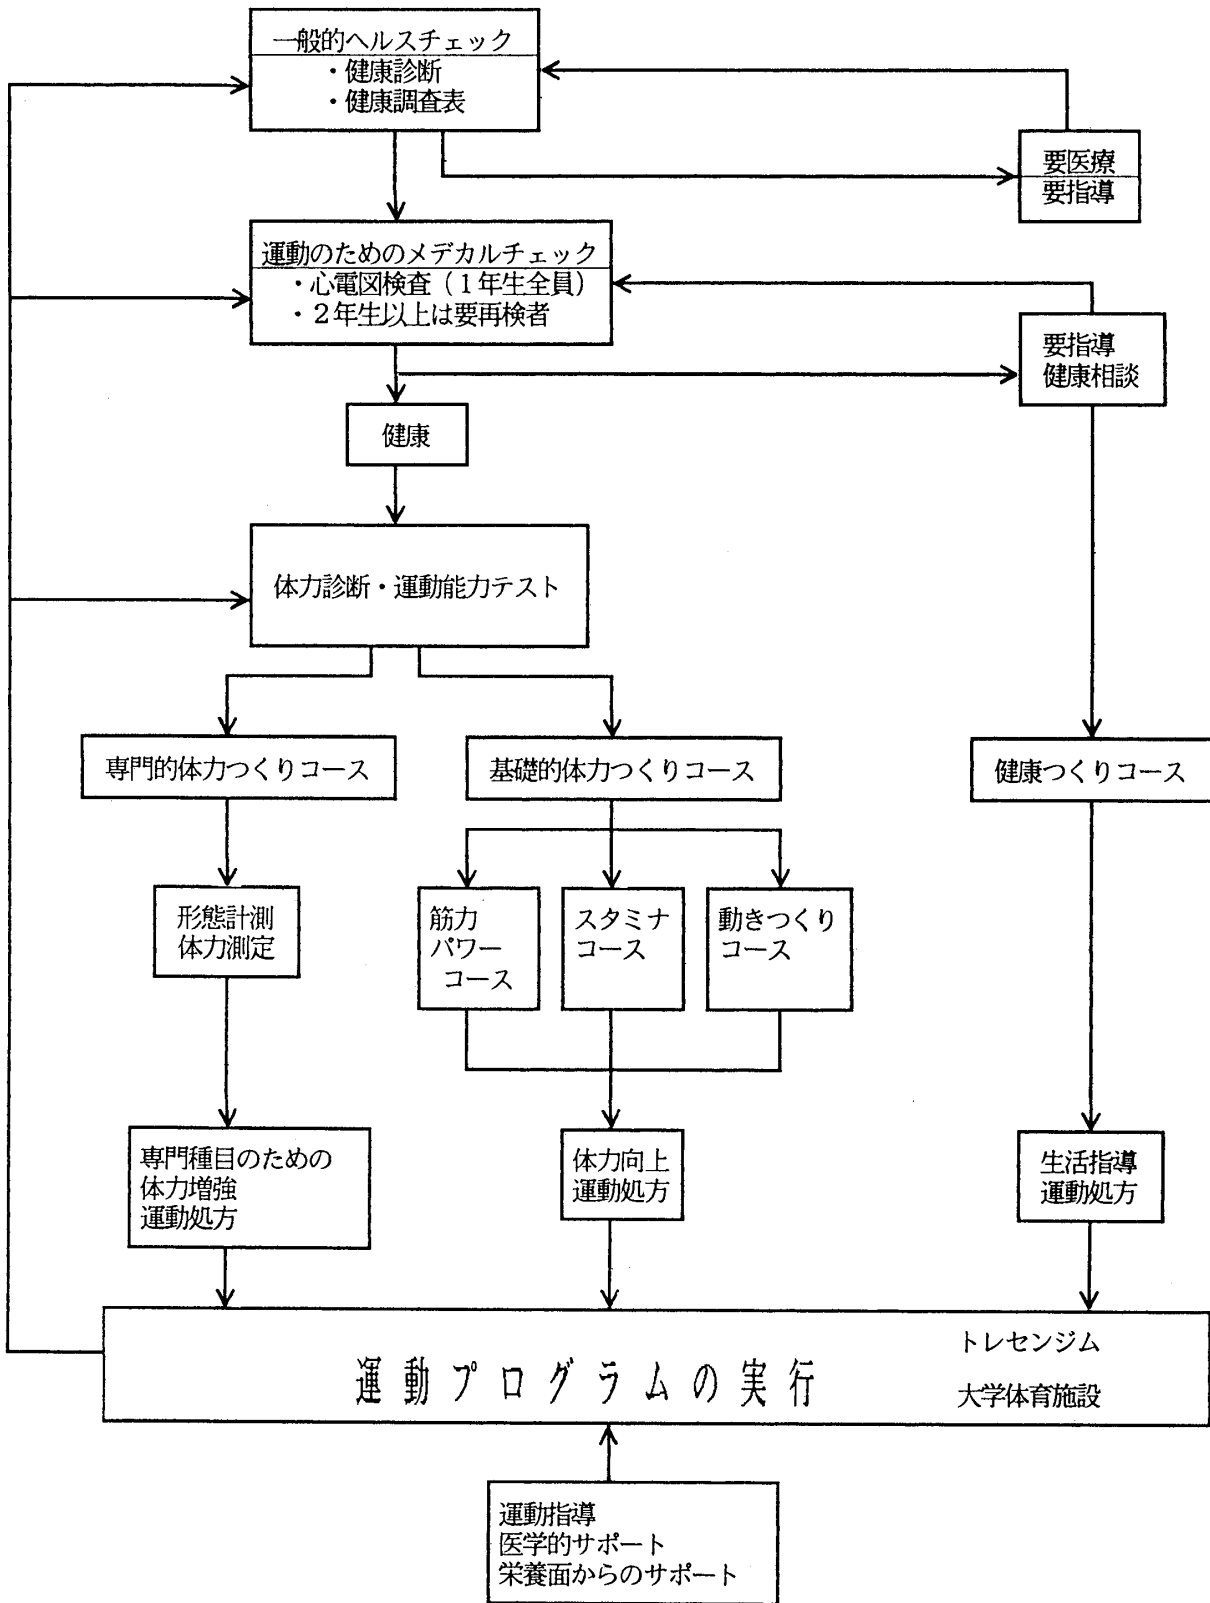 一般的ヘルスチェック
・健康診断
・健康調査表
要医療
要指導
運動のためのメデカルチェック
・心電図検査（１年生全員）
・２年生以上は要再検者
要指導
健康相談
健康
体力診断・運動能力テスト
専門的体力つくりコース
基礎的体力つくりコース
健康つくりコース
形態計測
体力測定
筋力
パワー
コース
スタミナ
コース
動きつくり
コース
専門種目のための
体力増強
運動処方
体力向上
運動処方
生活指導
運動処方
運動プログラムの実行
トレセンジム
大学体育施設
運動指導
医学的サポート
栄養面からのサポート